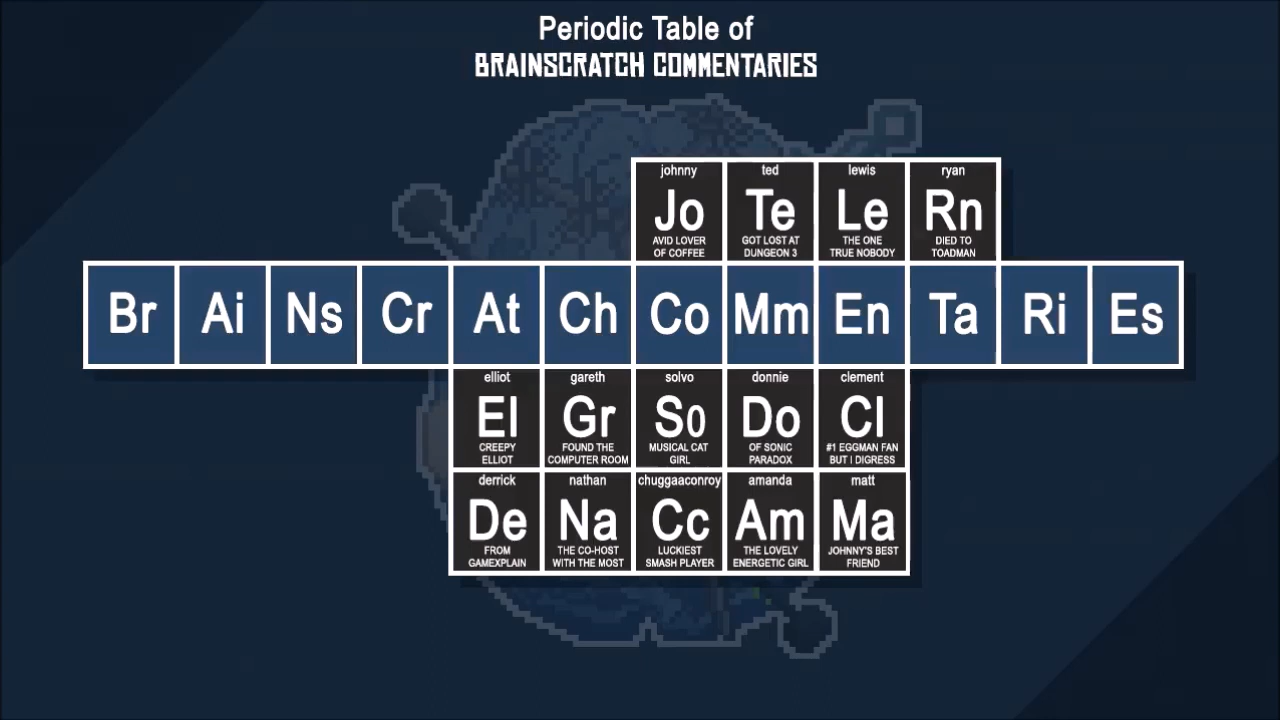 Periodic Table of
BRAINSCRATCH COMMENTARIES
johnny ted lewis ryan
Jo Te Le Rn
AVID LOVER GOT LOST AT THE ONE DIED TO
OF COFFEE DUNGEON 3 TRUE NOBODY TOADMAN
Br Ai Ns Cr At Ch Co Mm En Ta Ri Es
elliot gareth solvo donnie clement
El Gr So Do Cl
CREEPY FOUND THE MUSICAL CAT OF SONIC #1 EGGMAN FAN
ELLIOT COMPUTER ROOM GIRL PARADOX BUT I DIGRESS
derrick nathan chuggaaconroy amanda matt
De Na Cc Am Ma
FROM THE CO-HOST LUCKIEST THE LOVELY JOHNNY'S BEST
GAMEXPLAIN WITH THE MOST SMASH PLAYER ENERGETIC GIRL FRIEND